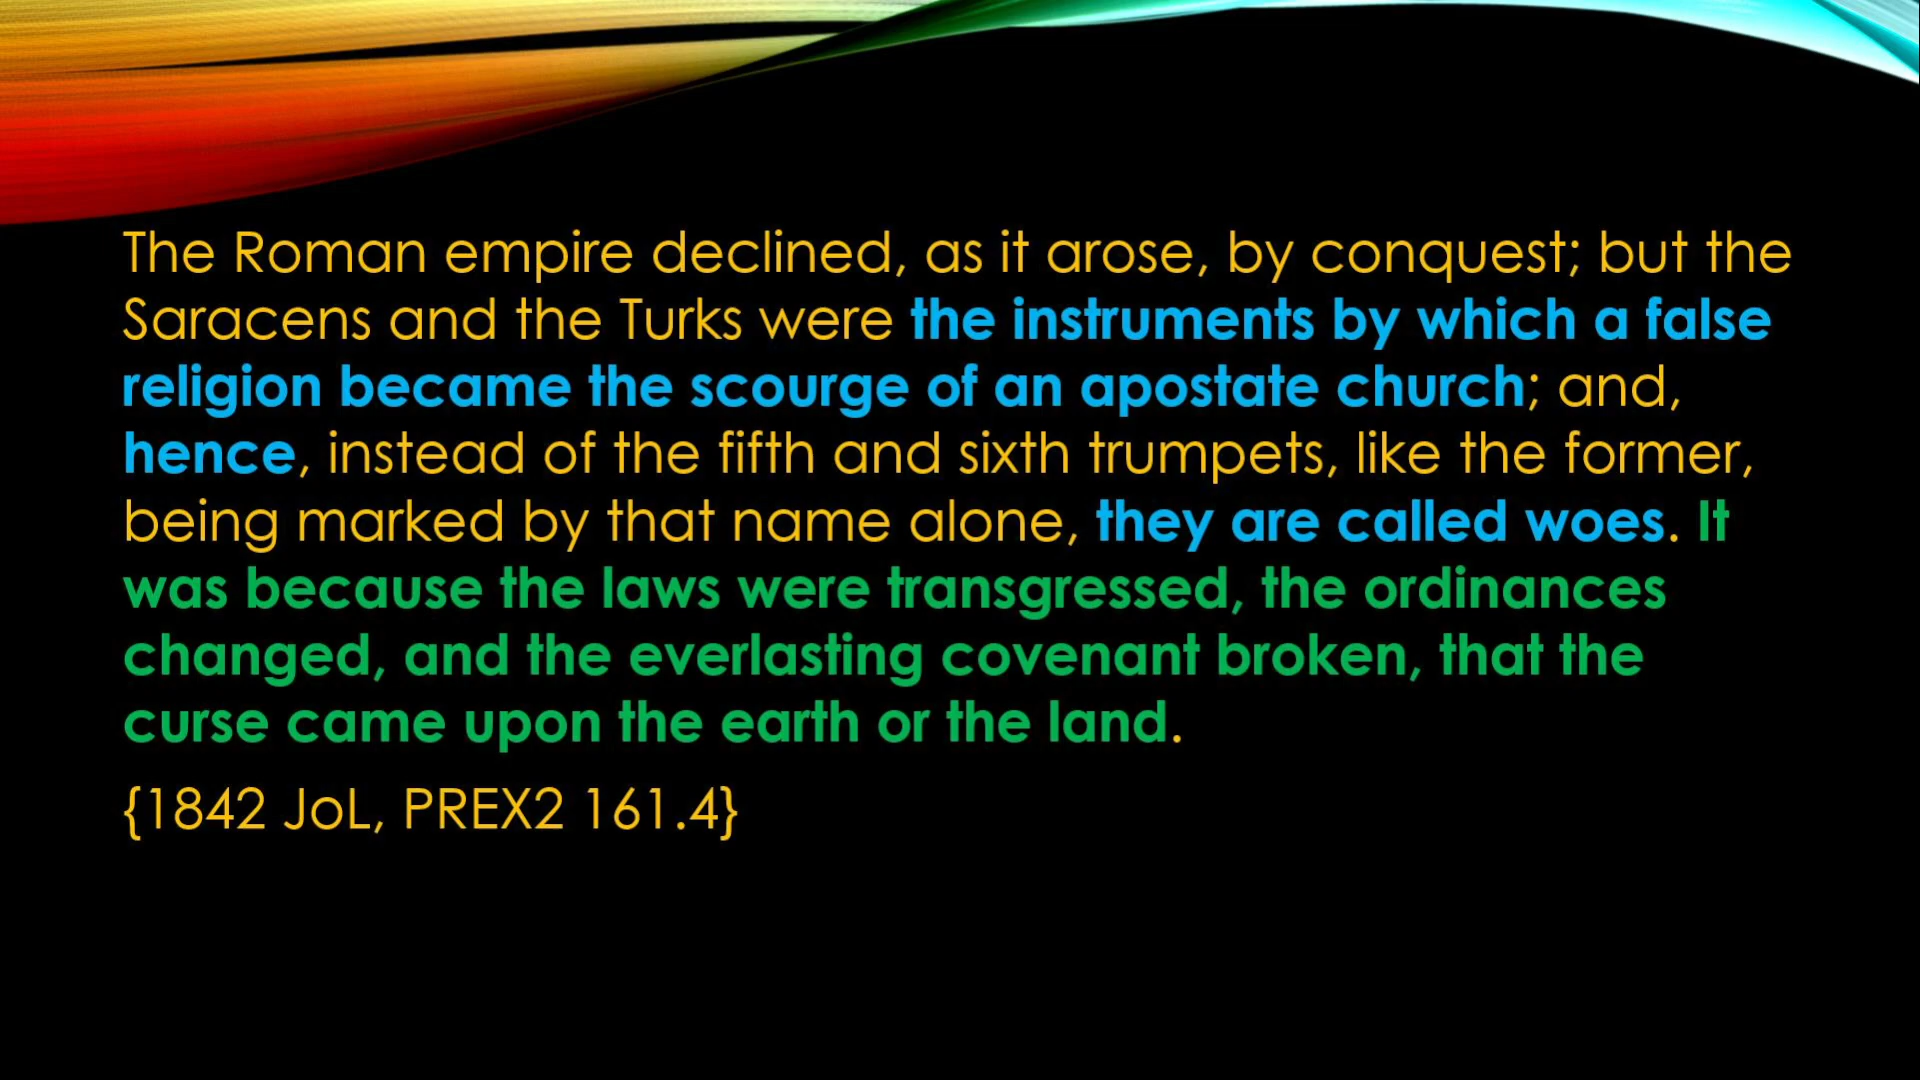 The Roman empire declined, as it arose, by conquest; but the
Saracens and the Turks were the instruments by which a false
religion became the scourge of an apostate church; and,
hence, instead of the fifth and sixth trumpets, like the former,
being marked by that name alone, they are called woes. It
was because the laws were transgressed, the ordinances
changed, and the everlasting covenant broken, that the
curse came upon the earth or the land.
{1842 JoL, PREX2 161.4}